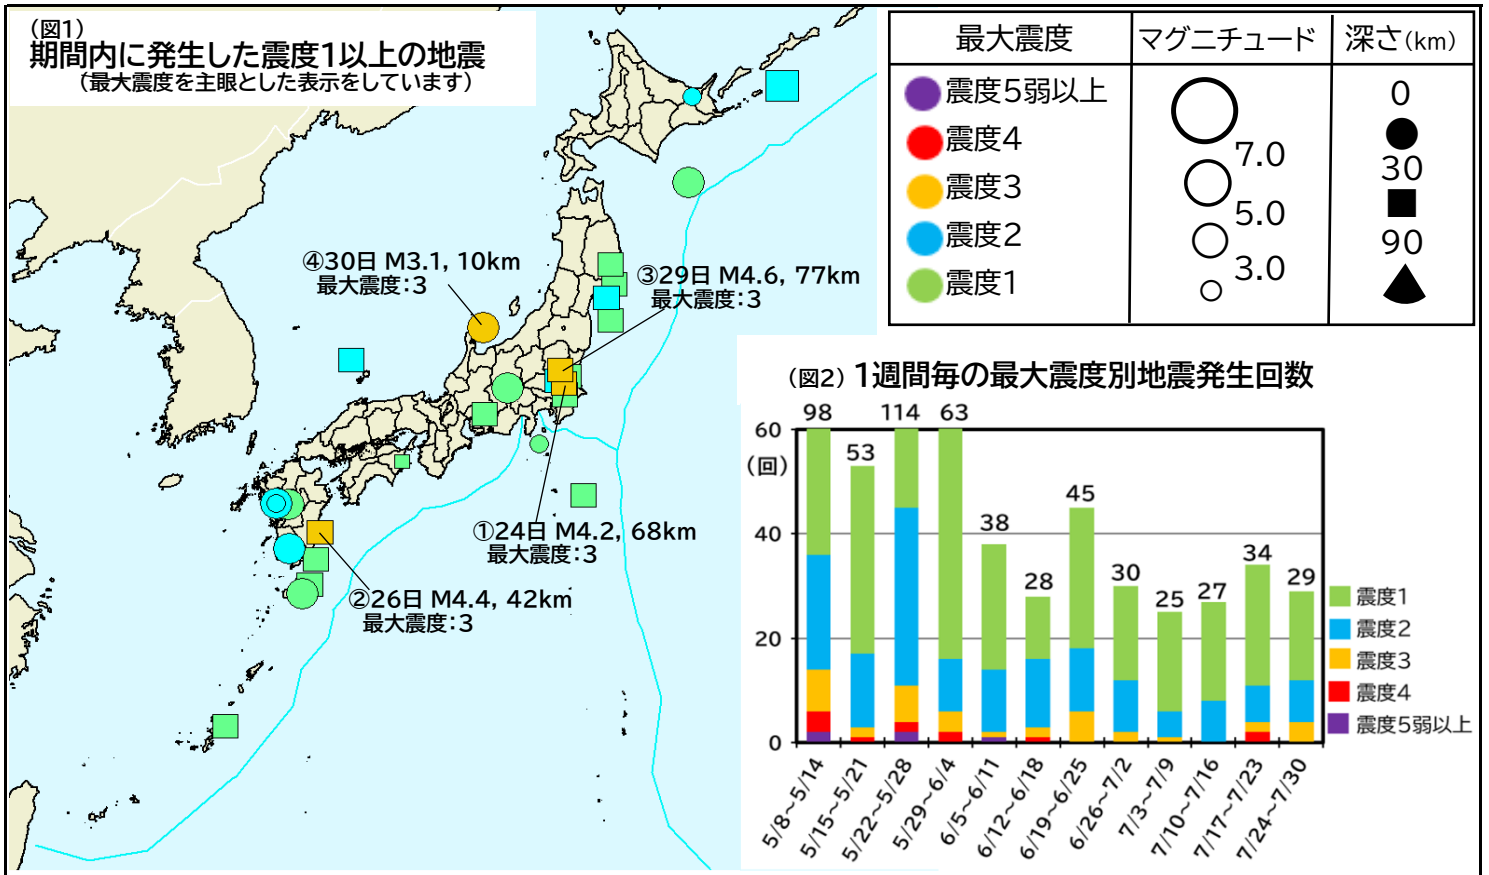 (図1)
期間内に発生した震度1以上の地震
(最大震度を主眼とした表示をしています)
④30日 M3.1, 10km
最大震度:3
③29日 M4.6, 77km
最大震度:3
①24日 M4.2, 68km
最大震度:3
②26日 M4.4, 42km
最大震度:3
最大震度 マグニチュード 深さ(km)
震度5弱以上
震度4
震度3
震度2
震度1
7.0
5.0
3.0
0
30
90
(図2) 1週間毎の最大震度別地震発生回数
98 53 114 63 38 28 45 30 25 27 34 29
60
(回)
40
20
0
5/8~5/14
5/15~5/21
5/22~5/28
5/29~6/4
6/5~6/11
6/12~6/18
6/19~6/25
6/26~7/2
7/3~7/9
7/10~7/16
7/17~7/23
7/24~7/30
震度1
震度2
震度3
震度4
震度5弱以上